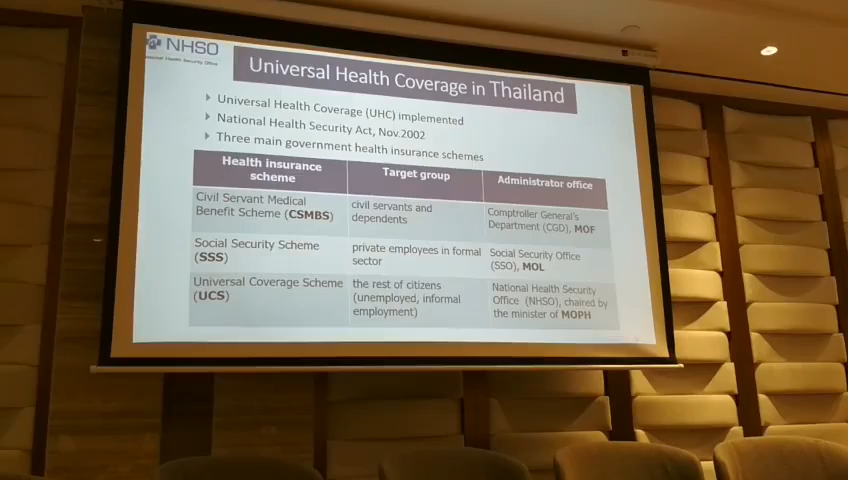 NHSO
National Health Security Office
Universal Health Coverage in Thailand
Universal Health Coverage (UHC) implemented
National Health Security Act, Nov.2002
Three main government health insurance schemes
Health insurance scheme
Target group
Administrator office
Civil Servant Medical
Benefit Scheme (CSMBS)
civil servants and
dependents
Comptroller General's
Department (CGD), MOF
Social Security Scheme
(SSS)
private employees in formal
sector
Social Security Office
(SSO), MOL
Universal Coverage Scheme
(UCS)
the rest of citizens
(unemployed, informal
employment)
National Health Security
Office (NHSO), chaired by
the minister of MOPH